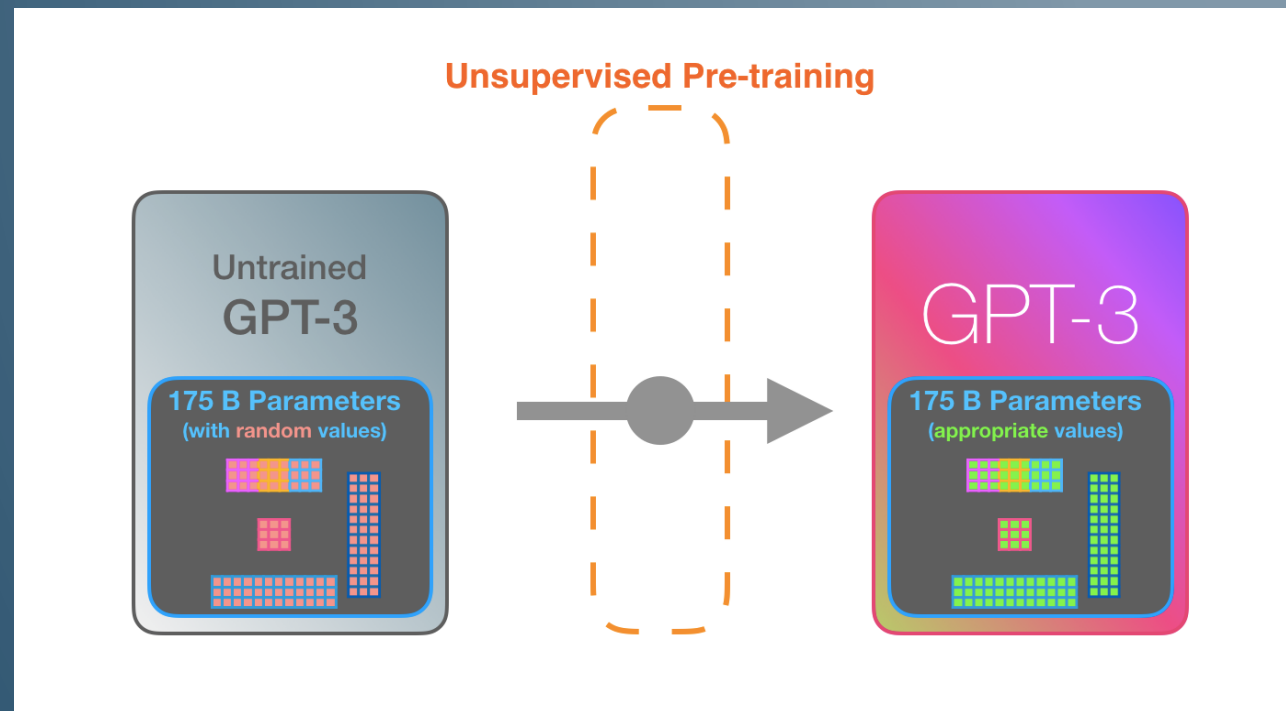 Unsupervised Pre-training
Untrained
GPT-3
175 B Parameters
(with random values)
GPT-3
175 B Parameters
(appropriate values)